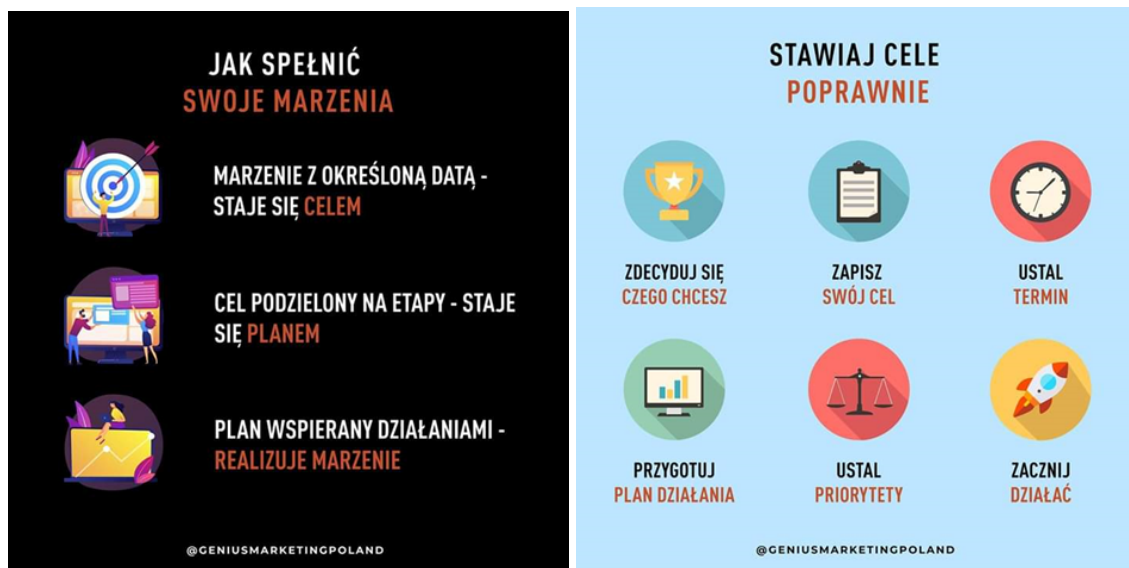 JAK SPEŁNIĆ
SWOJE MARZENIA
MARZENIE Z OKREŚLONĄ DATĄ -
STAJE SIĘ CELEM
CEL PODZIELONY NA ETAPY - STAJE
SIĘ PLANEM
PLAN WSPIERANY DZIAŁANIAMI -
REALIZUJE MARZENIE
@GENIUSMARKETINGPOLAND
STAWIAJ CELE
POPRAWNIE
ZDECYDUJ SIĘ
CZEGO CHCESZ
ZAPISZ
SWÓJ CEL
USTAL
TERMIN
PRZYGOTUJ
PLAN DZIAŁANIA
USTAL
PRIORYTETY
ZACZNIJ
DZIAŁAĆ
@GENIUSMARKETINGPOLAND